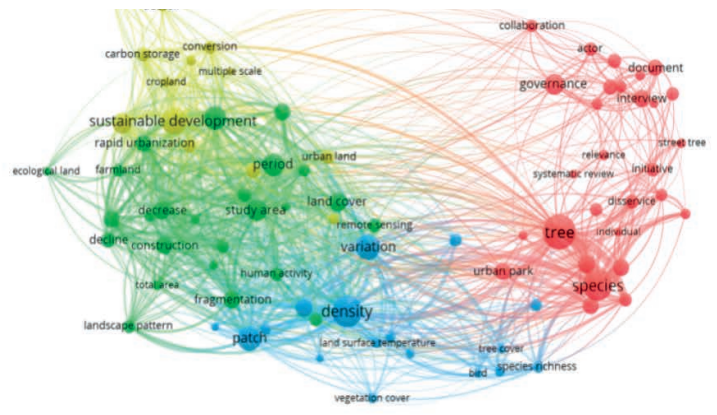 collaboration
conversion
actor
carbon storage
document
multiple scale
cropland
governance
interview
sustainable development
rapid urbanization
street tree
urban land
relevance
period
ecological land
farmland
systematic review
initiative
land cover
disservice
decrease
study area
remote sensing
tree
individual
decline
construction
variation
urban park
human activity
total area
species
fragmentation
density
landscape pattern
patch
land surface temperature
tree cover
bird
species richness
vegetation cover